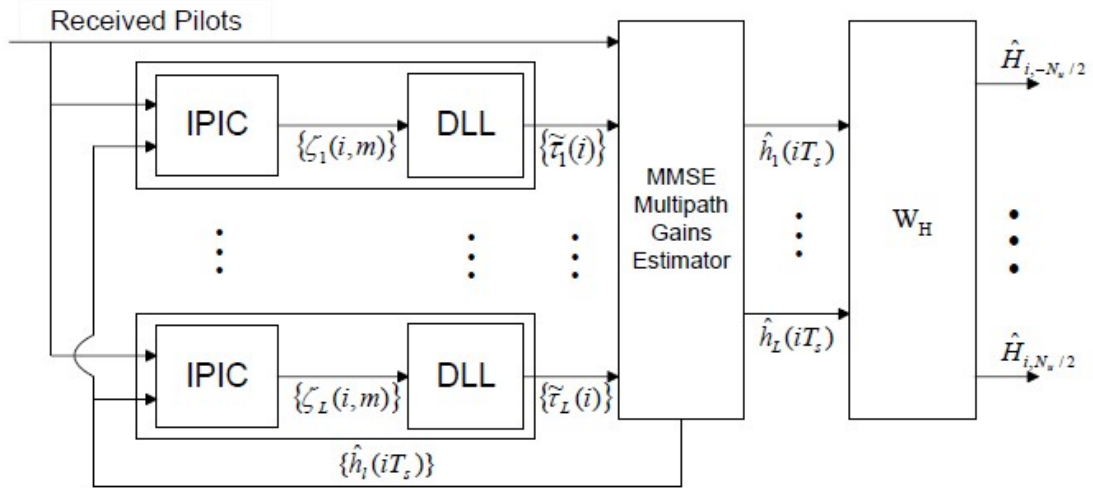 Received Pilots
IPIC
{ζ₁(i,m)}
DLL
{τ̃₁(i)}
IPIC
{ζ_L(i,m)}
DLL
{τ̃_L(i)}
{ĥ_l(iT_s)}
MMSE
Multipath
Gains
Estimator
ĥ₁(iT_s)
ĥ_L(iT_s)
W_H
Ĥ_{i,-N_u/2}
Ĥ_{i,N_u/2}